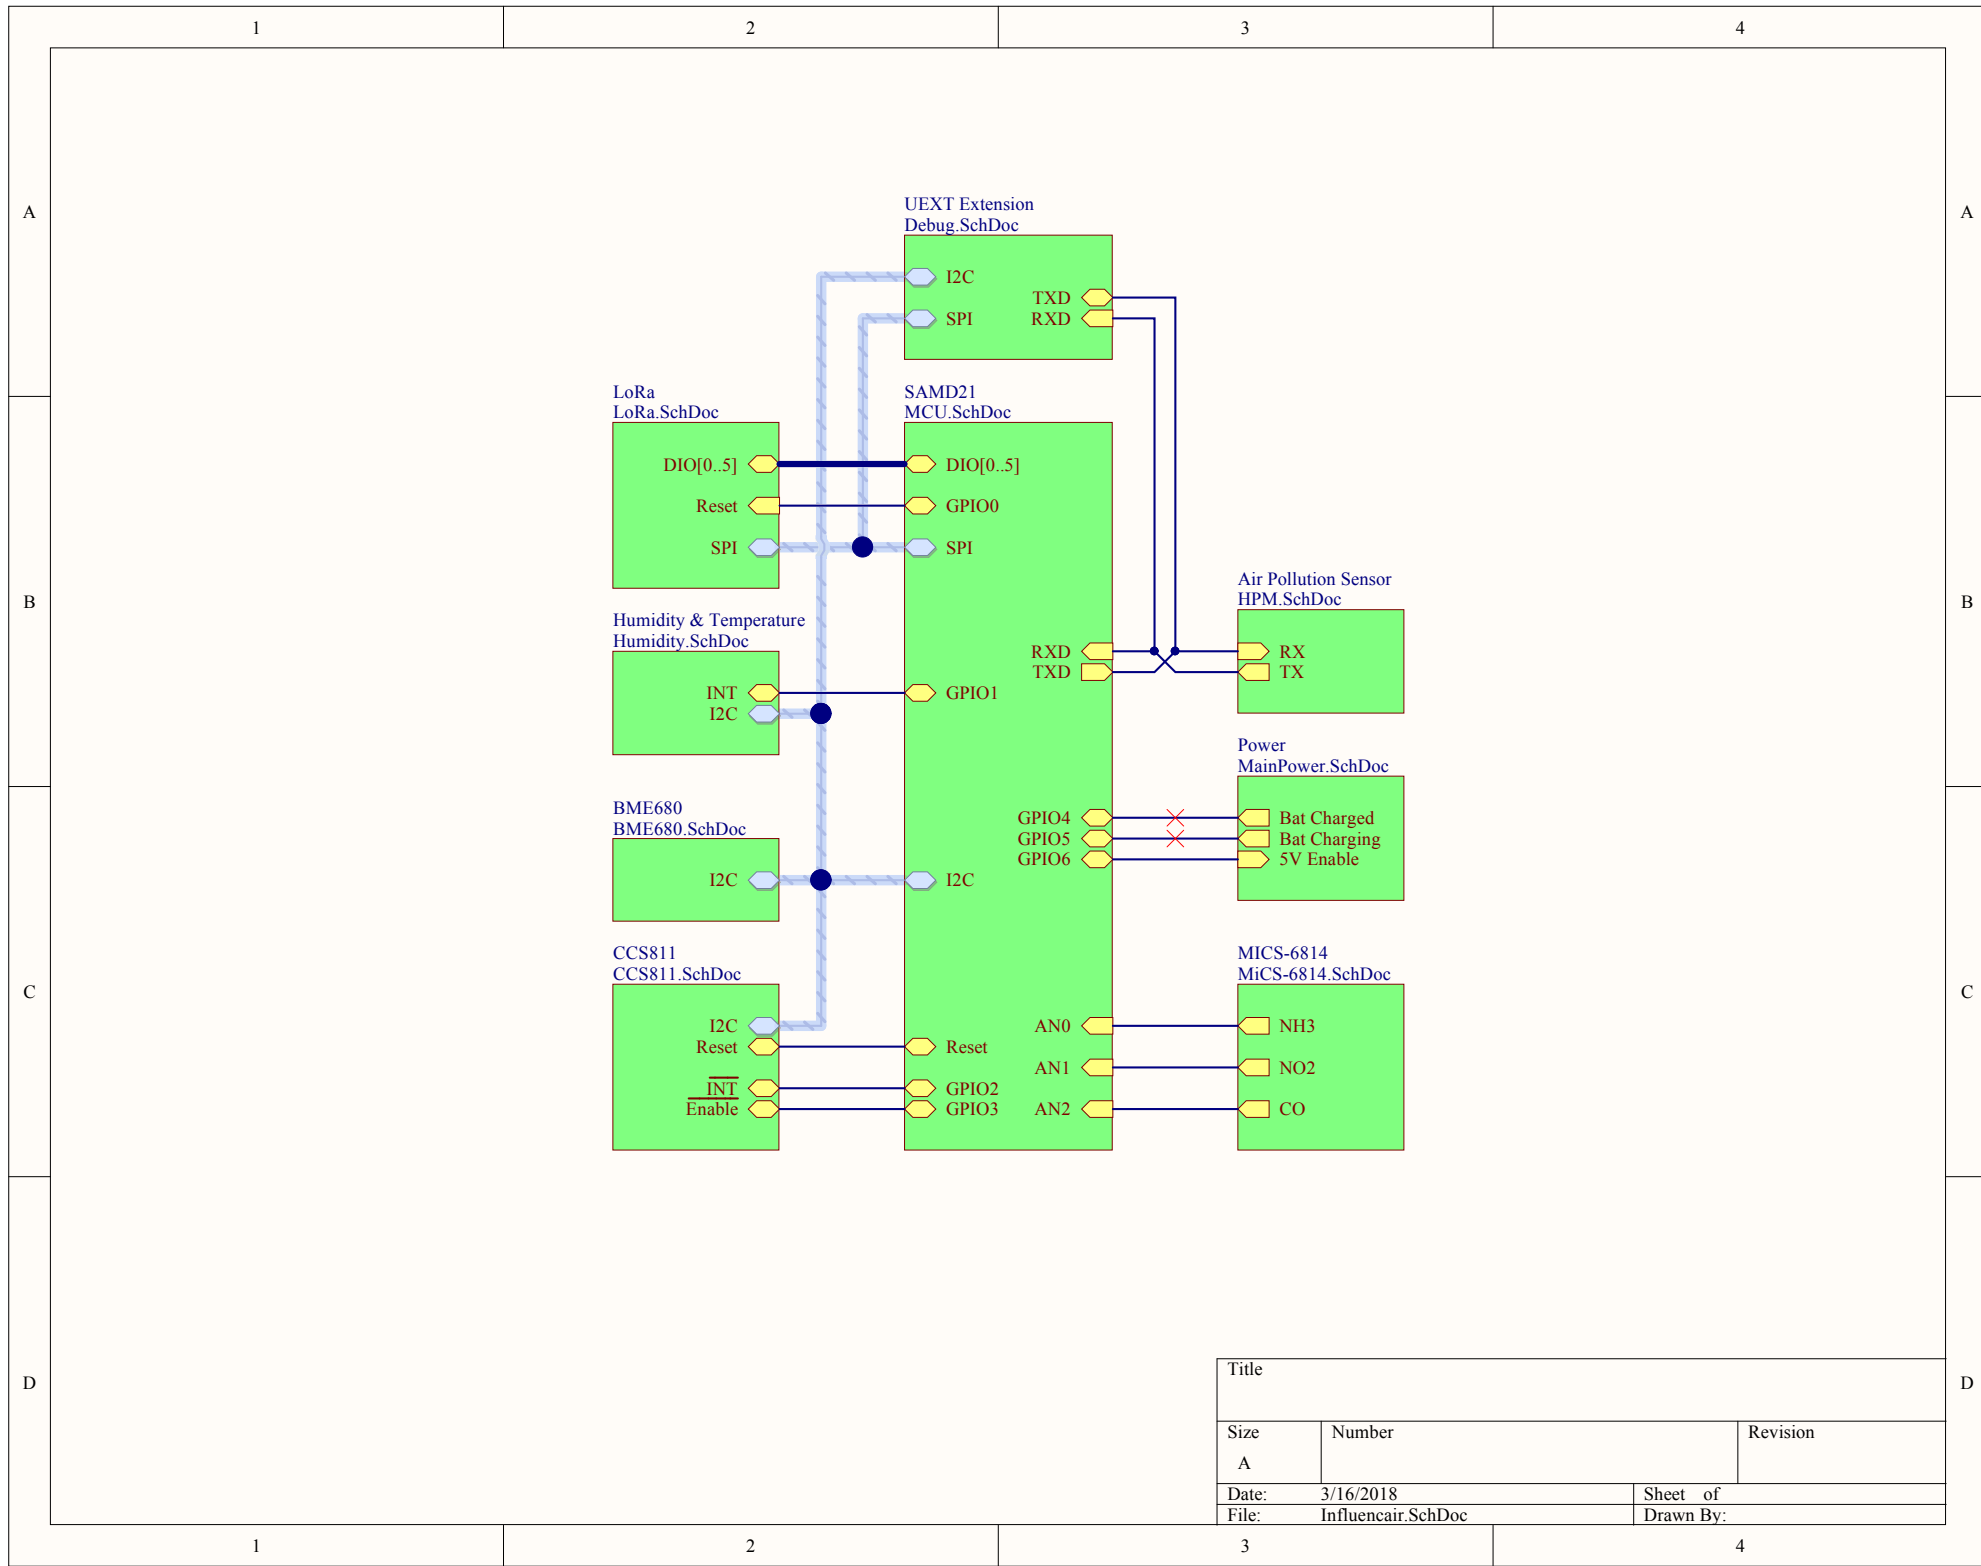 1 2 3 4
A A
UEXT Extension
Debug.SchDoc
I2C
TXD
SPI RXD
LoRa
LoRa.SchDoc
DIO[0..5]
Reset
SPI
SAMD21
MCU.SchDoc
DIO[0..5]
GPIO0
SPI
B B
Humidity & Temperature
Humidity.SchDoc
INT
I2C
GPIO1
RXD
TXD
Air Pollution Sensor
HPM.SchDoc
RX
TX
Power
MainPower.SchDoc
GPIO4 Bat Charged
GPIO5 Bat Charging
GPIO6 5V Enable
BME680
BME680.SchDoc
I2C I2C
C C
CCS811
CCS811.SchDoc
I2C
Reset Reset
INT GPIO2
Enable GPIO3
MICS-6814
MiCS-6814.SchDoc
AN0 NH3
AN1 NO2
AN2 CO
D D
Title
Size Number Revision
A
Date: 3/16/2018 Sheet of
File: Influencair.SchDoc Drawn By:
1 2 3 4